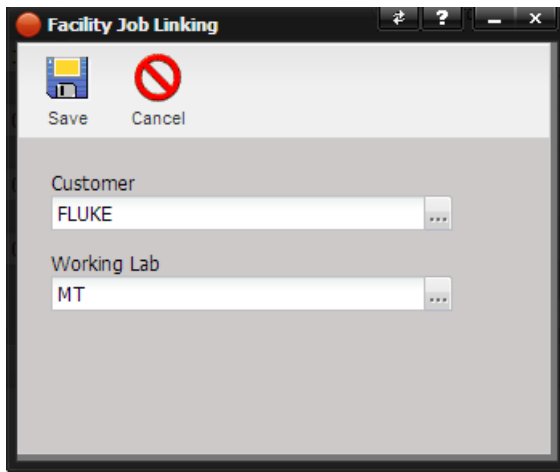 Facility Job Linking
?
Save Cancel
Customer
FLUKE
...
Working Lab
MT
...